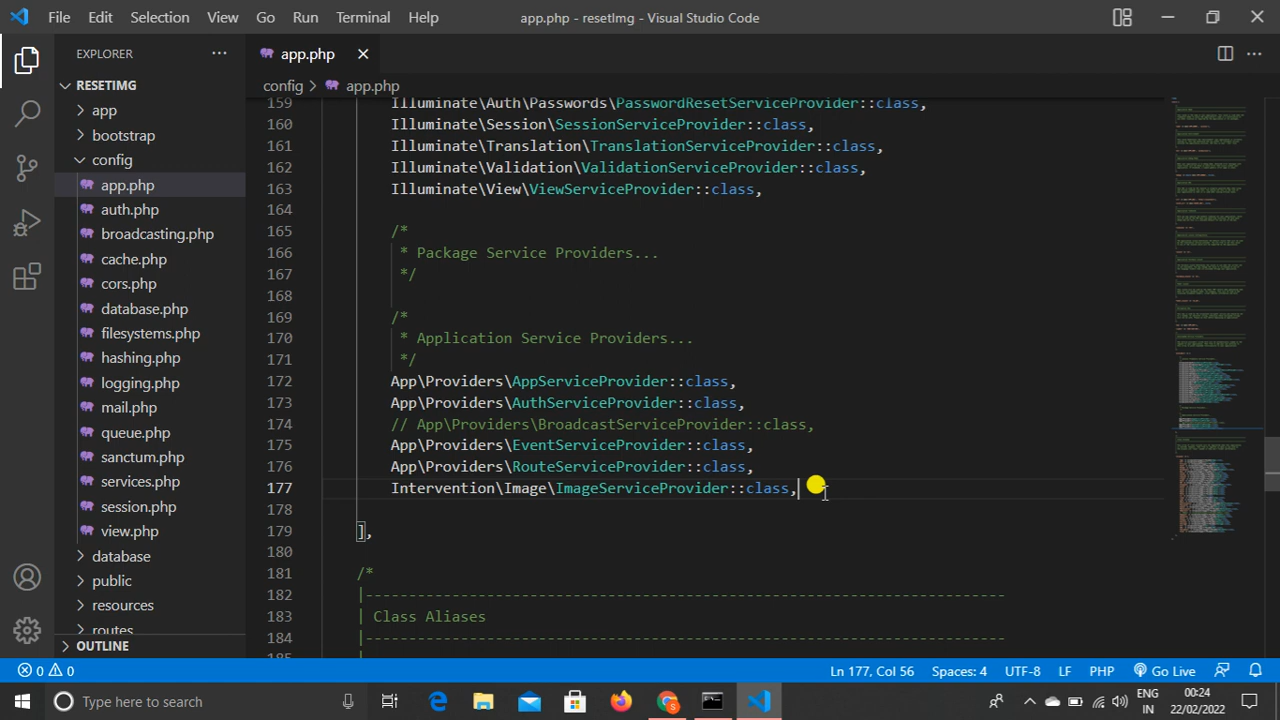 File Edit Selection View Go Run Terminal Help app.php - resetImg - Visual Studio Code
EXPLORER ··· app.php
RESETIMG config > app.php
app
bootstrap
config
app.php
auth.php
broadcasting.php
cache.php
cors.php
database.php
filesystems.php
hashing.php
logging.php
mail.php
queue.php
sanctum.php
services.php
session.php
view.php
database
public
resources
routes
OUTLINE
159 Illuminate\Auth\Passwords\PasswordResetServiceProvider::class,
160 Illuminate\Session\SessionServiceProvider::class,
161 Illuminate\Translation\TranslationServiceProvider::class,
162 Illuminate\Validation\ValidationServiceProvider::class,
163 Illuminate\View\ViewServiceProvider::class,
164
165 /*
166 * Package Service Providers...
167 */
168
169 /*
170 * Application Service Providers...
171 */
172 App\Providers\AppServiceProvider::class,
173 App\Providers\AuthServiceProvider::class,
174 // App\Providers\BroadcastServiceProvider::class,
175 App\Providers\EventServiceProvider::class,
176 App\Providers\RouteServiceProvider::class,
177 Intervention\Image\ImageServiceProvider::class,
178
179 ],
180
181 /*
182 |--------------------------------------------------------------------------
183 | Class Aliases
184 |--------------------------------------------------------------------------
185 |
0 0 Ln 177, Col 56 Spaces: 4 UTF-8 LF PHP Go Live
Type here to search ENG IN 00:24 22/02/2022